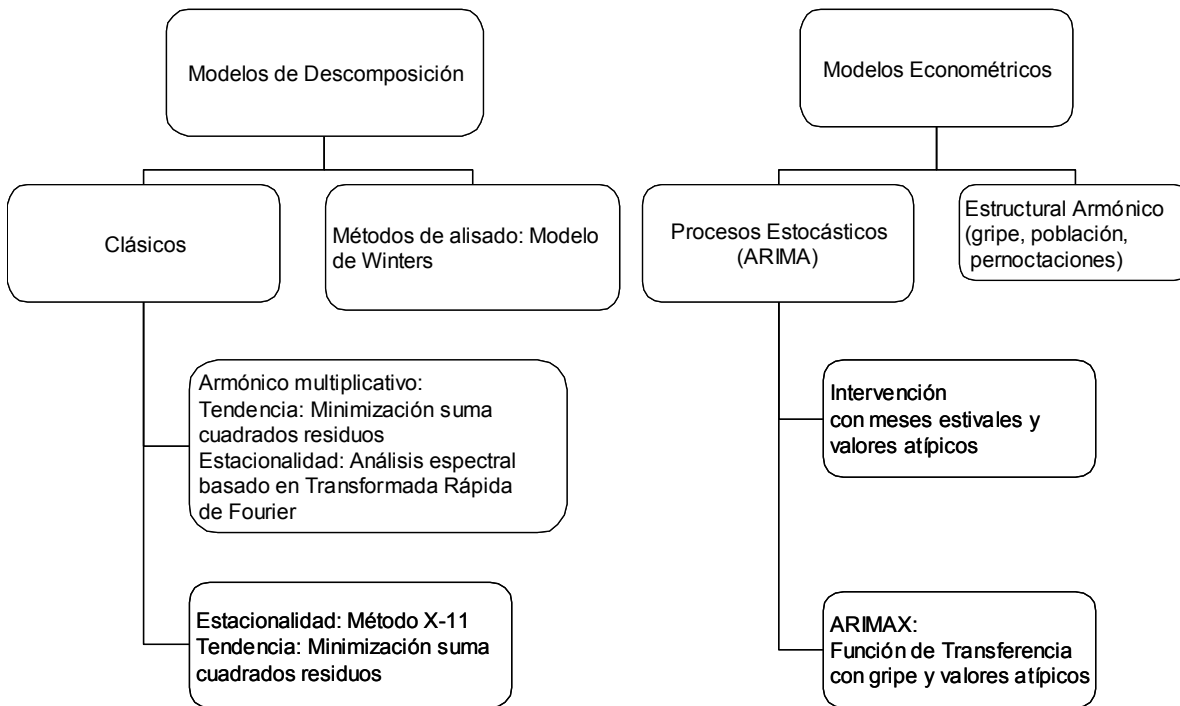 Modelos de Descomposición
Modelos Econométricos
Clásicos
Métodos de alisado: Modelo
de Winters
Procesos Estocásticos
(ARIMA)
Estructural Armónico
(gripe, población,
pernoctaciones)
Armónico multiplicativo:
Tendencia: Minimización suma
cuadrados residuos
Estacionalidad: Análisis espectral
basado en Transformada Rápida
de Fourier
Intervención
con meses estivales y
valores atípicos
Estacionalidad: Método X-11
Tendencia: Minimización suma
cuadrados residuos
ARIMAX:
Función de Transferencia
con gripe y valores atípicos